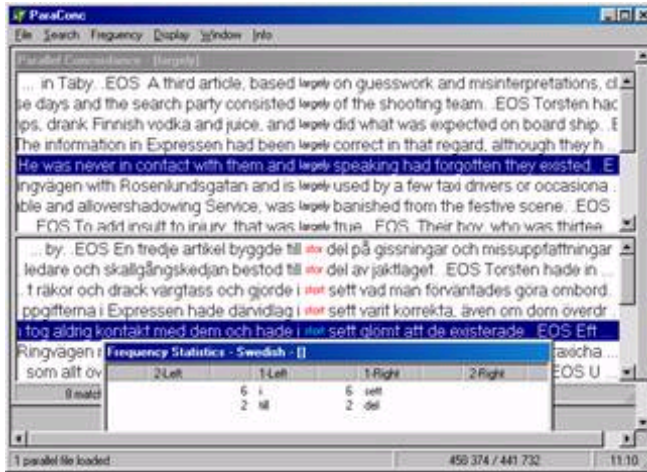 ParaConc
File Search Frequency Display Window Info
Parallel Concordance - [largely]
... in Taby. .EOS A third article, based largely on guesswork and misinterpretations, cl
se days and the search party consisted largely of the shooting team. .EOS Torsten had
ops, drank Finnish vodka and juice, and largely did what was expected on board ship. .E
The information in Expressen had been largely correct in that regard, although they h
He was never in contact with them and largely speaking had forgotten they existed. .E
ingvägen with Rosenlundsgatan and is largely used by a few taxi drivers or occasiona
ble and allovershadowing Service, was largely banished from the festive scene. .EOS
EOS To add insult to injury, that was largely true. .EOS Their boy, who was thirtee
... by. .EOS En tredje artikel byggde till stor del på gissningar och missuppfattningar
ledare och skallgångskedjan bestod till stor del av jaktlaget. .EOS Torsten hade in ...
.. t räkor och drack vargtass och gjorde i stort sett vad man förväntades göra ombord.
ppgifterna i Expressen hade därvidlag i stort sett varit korrekta, även om dom överdr
tog aldrig kontakt med dem och hade i stort sett glömt att de existerade. .EOS Eft ...
Ringvägen
taxicha ...
som allt öv
EOS U ...
Frequency Statistics - Swedish - []
2-Left 1-Left 1-Right 2-Right
6 i 6 sett
2 till 2 del
1 parallel file loaded 450 374 / 441 732 11:10